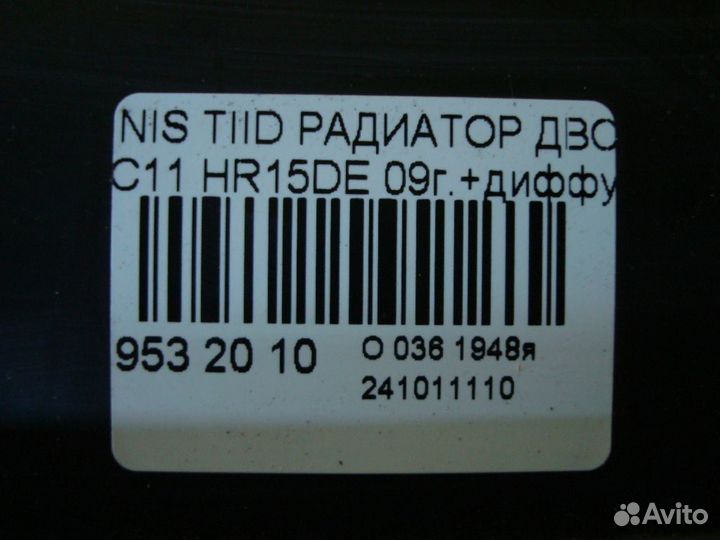 NIS TIID РАДИАТОР ДВС
C11 HR15DE 09г.+диффу
953 20 10
O 036 1948я
241011110
Avito